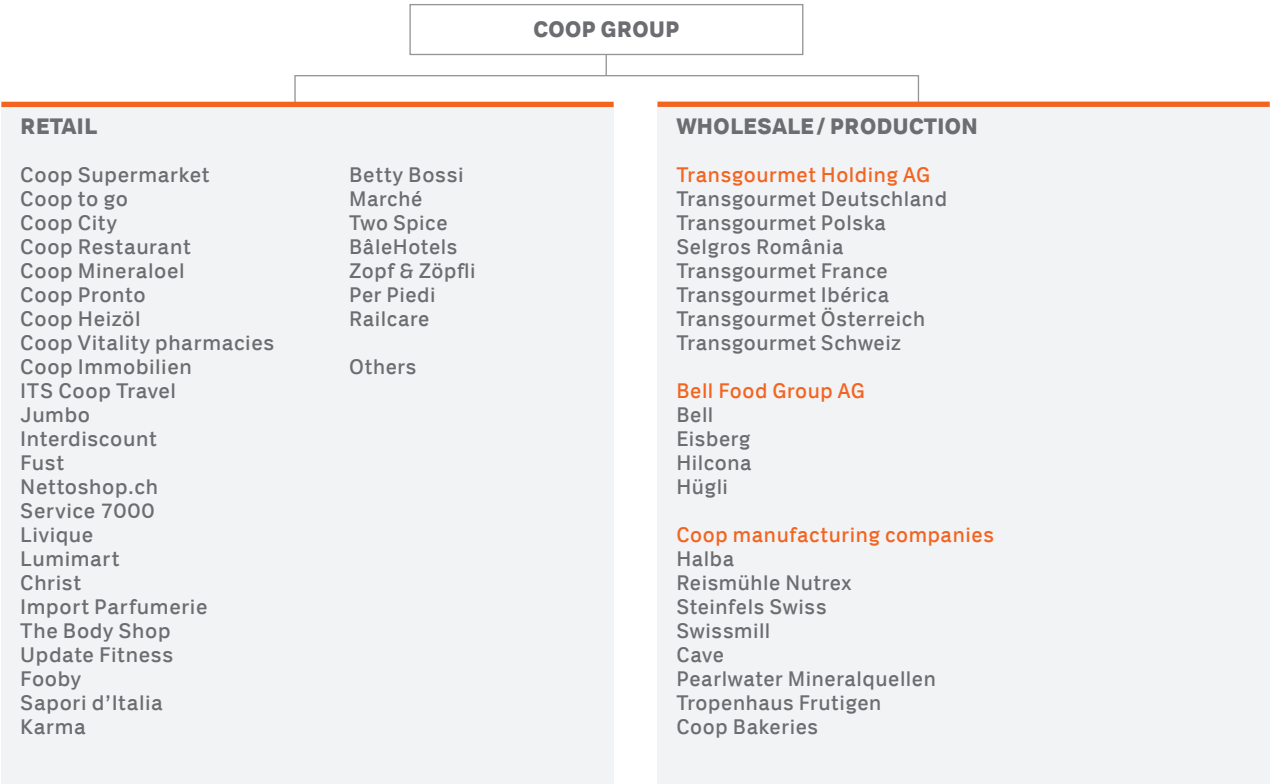 COOP GROUP
RETAIL
Coop Supermarket
Coop to go
Coop City
Coop Restaurant
Coop Mineraloel
Coop Pronto
Coop Heizöl
Coop Vitality pharmacies
Coop Immobilien
ITS Coop Travel
Jumbo
Interdiscount
Fust
Nettoshop.ch
Service 7000
Livique
Lumimart
Christ
Import Parfumerie
The Body Shop
Update Fitness
Fooby
Sapori d’Italia
Karma
Betty Bossi
Marché
Two Spice
BâleHotels
Zopf & Zöpfli
Per Piedi
Railcare
Others
WHOLESALE / PRODUCTION
Transgourmet Holding AG
Transgourmet Deutschland
Transgourmet Polska
Selgros România
Transgourmet France
Transgourmet Ibérica
Transgourmet Österreich
Transgourmet Schweiz
Bell Food Group AG
Bell
Eisberg
Hilcona
Hügli
Coop manufacturing companies
Halba
Reismühle Nutrex
Steinfels Swiss
Swissmill
Cave
Pearlwater Mineralquellen
Tropenhaus Frutigen
Coop Bakeries